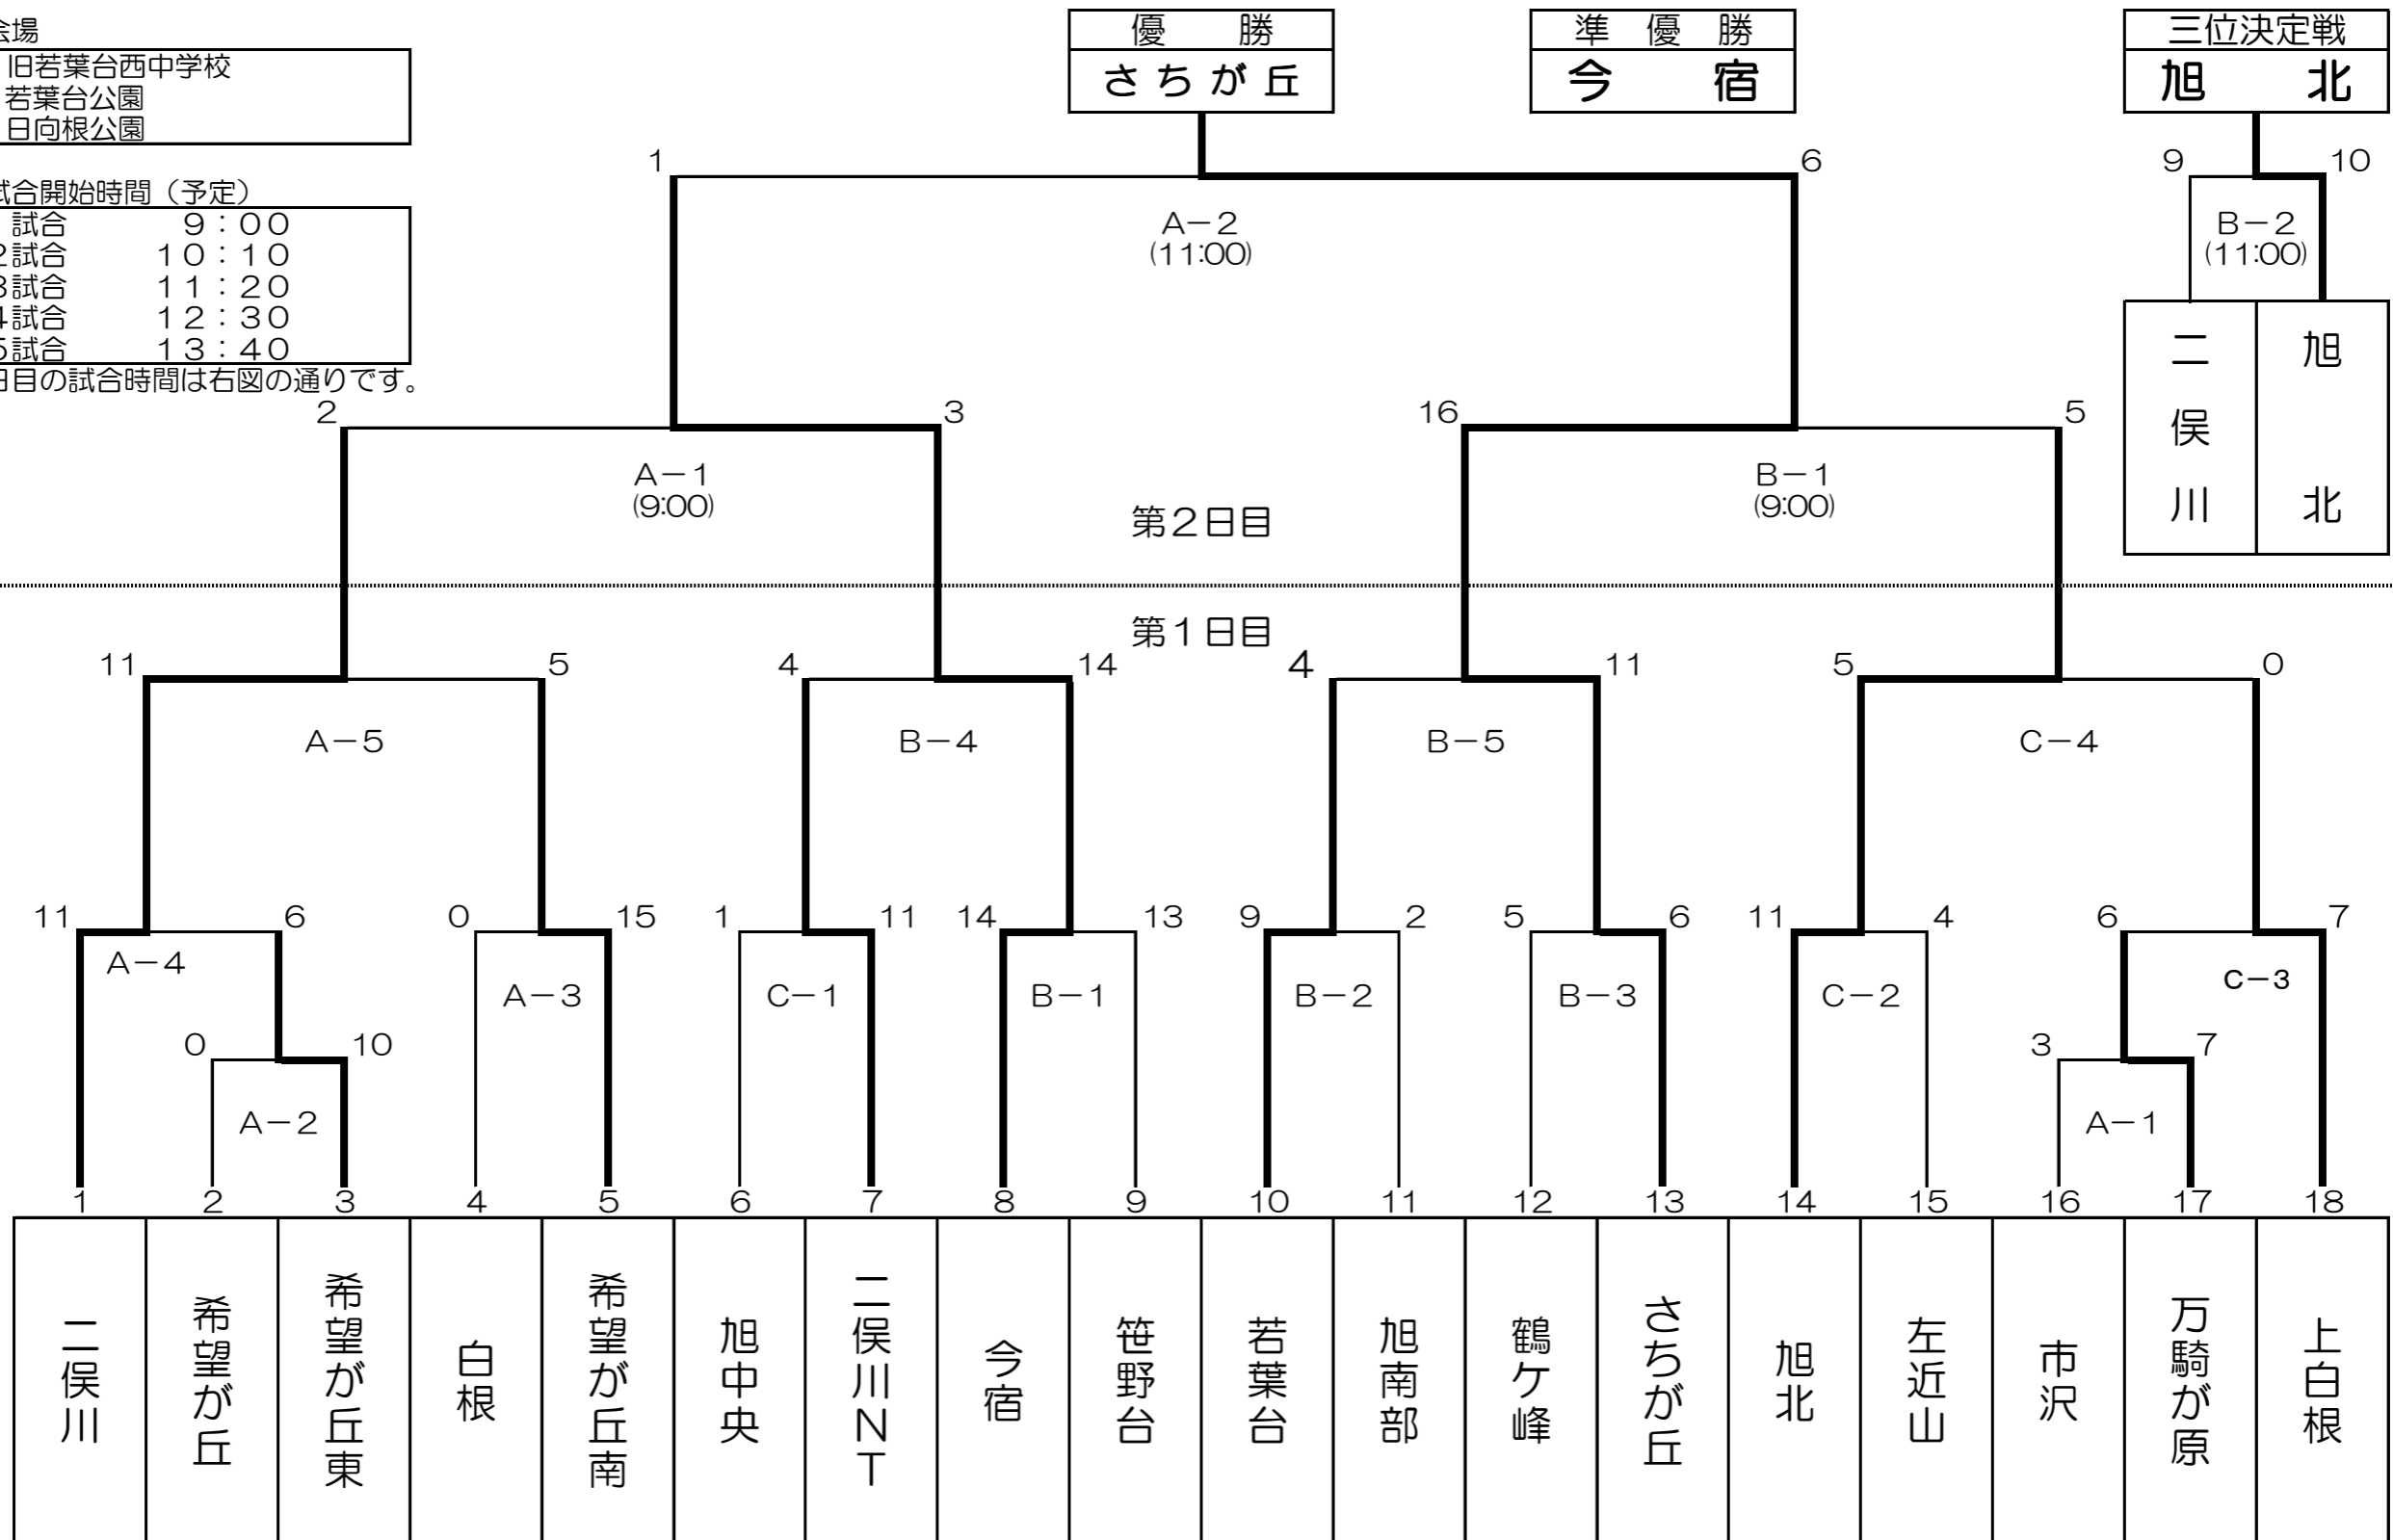 会場
旧若葉台西中学校
若葉台公園
日向根公園
試合開始時間（予定）
試合 ９：００
２試合 １０：１０
３試合 １１：２０
４試合 １２：３０
５試合 １３：４０
日目の試合時間は右図の通りです。
優 勝
さちが丘
準 優 勝
今 宿
三位決定戦
旭 北
1 6
A－2
(11:00)
9 10
B－2
(11:00)
二俣川
旭北
2 3 16 5
A－1
(9:00)
B－1
(9:00)
第２日目
第１日目
11 5 4 14 4 11 5 0
A－5 B－4 B－5 C－4
11 6 0 15 1 11 14 13 9 2 5 6 11 4 6 7
A－4 A－3 C－1 B－1 B－2 B－3 C－2 C－3
0 10 3 7
A－2 A－1
1 2 3 4 5 6 7 8 9 10 11 12 13 14 15 16 17 18
二俣川
希望が丘
希望が丘東
白根
希望が丘南
旭中央
二俣川ＮＴ
今宿
笹野台
若葉台
旭南部
鶴ケ峰
さちが丘
旭北
左近山
市沢
万騎が原
上白根